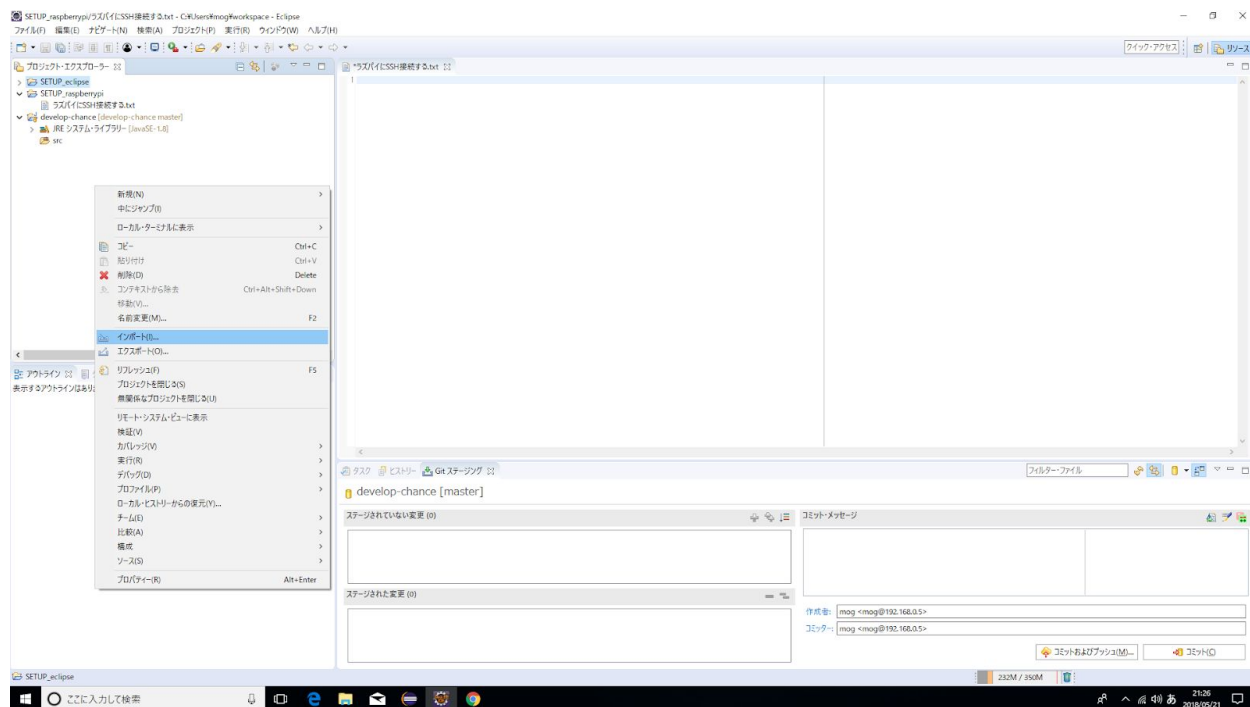 SETUP_raspberrypi/ラズパイにSSH接続する.txt - C:¥Users¥mog¥workspace - Eclipse
ファイル(F) 編集(E) ナビゲート(N) 検索(A) プロジェクト(P) 実行(R) ウィンドウ(W) ヘルプ(H)
クイック・アクセス リソース
プロジェクト・エクスプローラー
*ラズパイにSSH接続する.txt
1
SETUP_eclipse
SETUP_raspberrypi
ラズパイにSSH接続する.txt
develop-chance [develop-chance master]
JRE システム・ライブラリー [JavaSE-1.8]
src
新規(N)
中にジャンプ(I)
ローカル・ターミナルに表示
コピー Ctrl+C
貼り付け Ctrl+V
削除(D) Delete
コンテキストから除去 Ctrl+Alt+Shift+Down
移動(V)...
名前変更(M)... F2
インポート(I)...
エクスポート(O)...
リフレッシュ(F) F5
プロジェクトを閉じる(S)
無関係なプロジェクトを閉じる(U)
リモート・システム・ビューに表示
検証(V)
カバレッジ(V)
実行(R)
デバッグ(D)
プロファイル(P)
ローカル・ヒストリーからの復元(Y)...
チーム(E)
比較(A)
構成
ソース(S)
プロパティー(R) Alt+Enter
アウトライン
表示するアウトラインはあり
タスク ヒストリー Git ステージング
フィルター・ファイル
develop-chance [master]
ステージされていない変更 (0)
コミット・メッセージ
ステージされた変更 (0)
作成者: mog <mog@192.168.0.5>
コミッター: mog <mog@192.168.0.5>
コミットおよびプッシュ(M)... コミット(C)
SETUP_eclipse
232M / 350M
ここに入力して検索
あ
21:26
2018/05/21